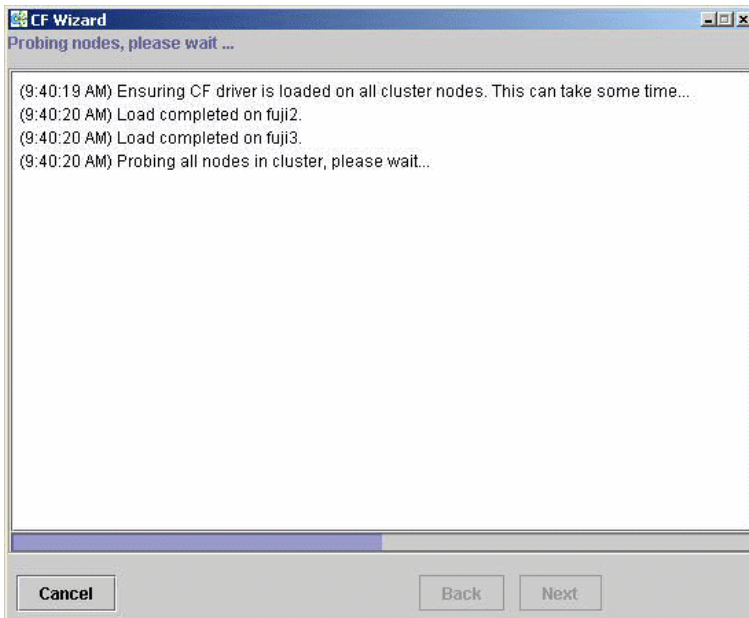 CF Wizard
Probing nodes, please wait ...
(9:40:19 AM) Ensuring CF driver is loaded on all cluster nodes. This can take some time...
(9:40:20 AM) Load completed on fuji2.
(9:40:20 AM) Load completed on fuji3.
(9:40:20 AM) Probing all nodes in cluster, please wait...
Cancel Back Next